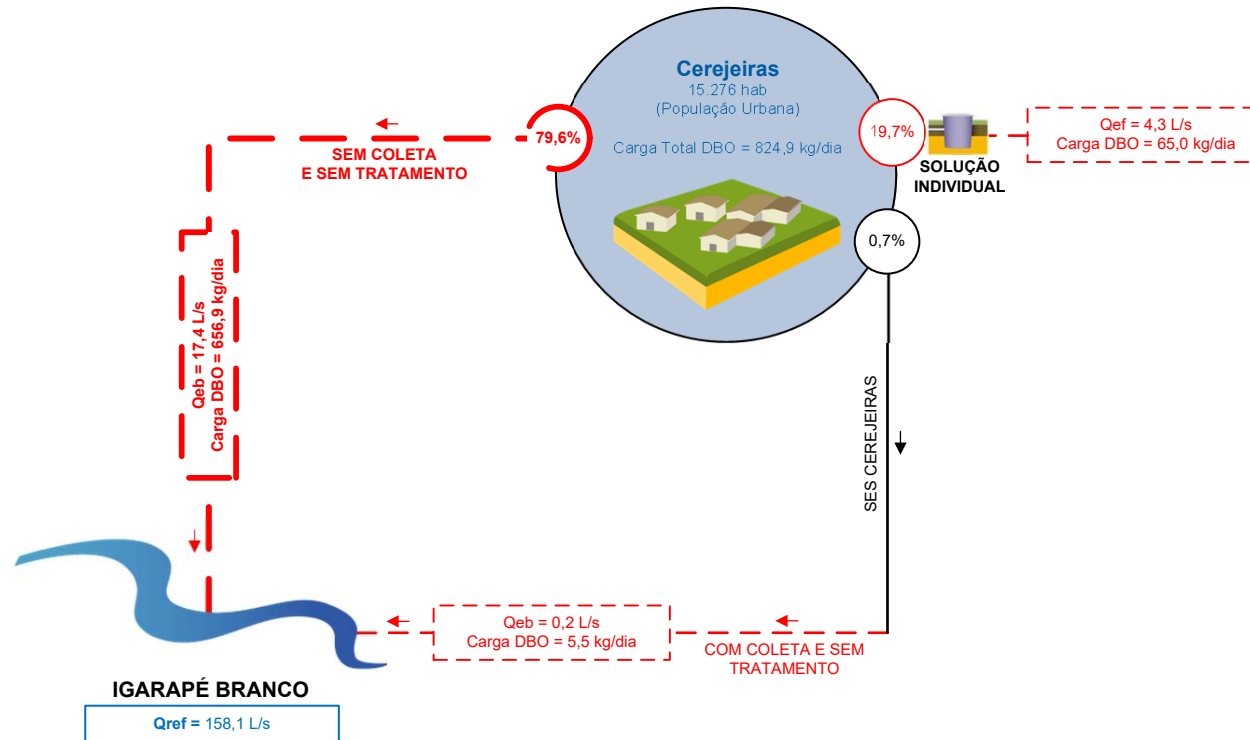 Cerejeiras
15.276 hab
(População Urbana)
Carga Total DBO = 824,9 kg/dia
79,6%
SEM COLETA
E SEM TRATAMENTO
19,7%
SOLUÇÃO
INDIVIDUAL
Qef = 4,3 L/s
Carga DBO = 65,0 kg/dia
0,7%
SES CEREJEIRAS
Qeb = 17,4 L/s
Carga DBO = 656,9 kg/dia
Qeb = 0,2 L/s
Carga DBO = 5,5 kg/dia
COM COLETA E SEM
TRATAMENTO
IGARAPÉ BRANCO
Qref = 158,1 L/s